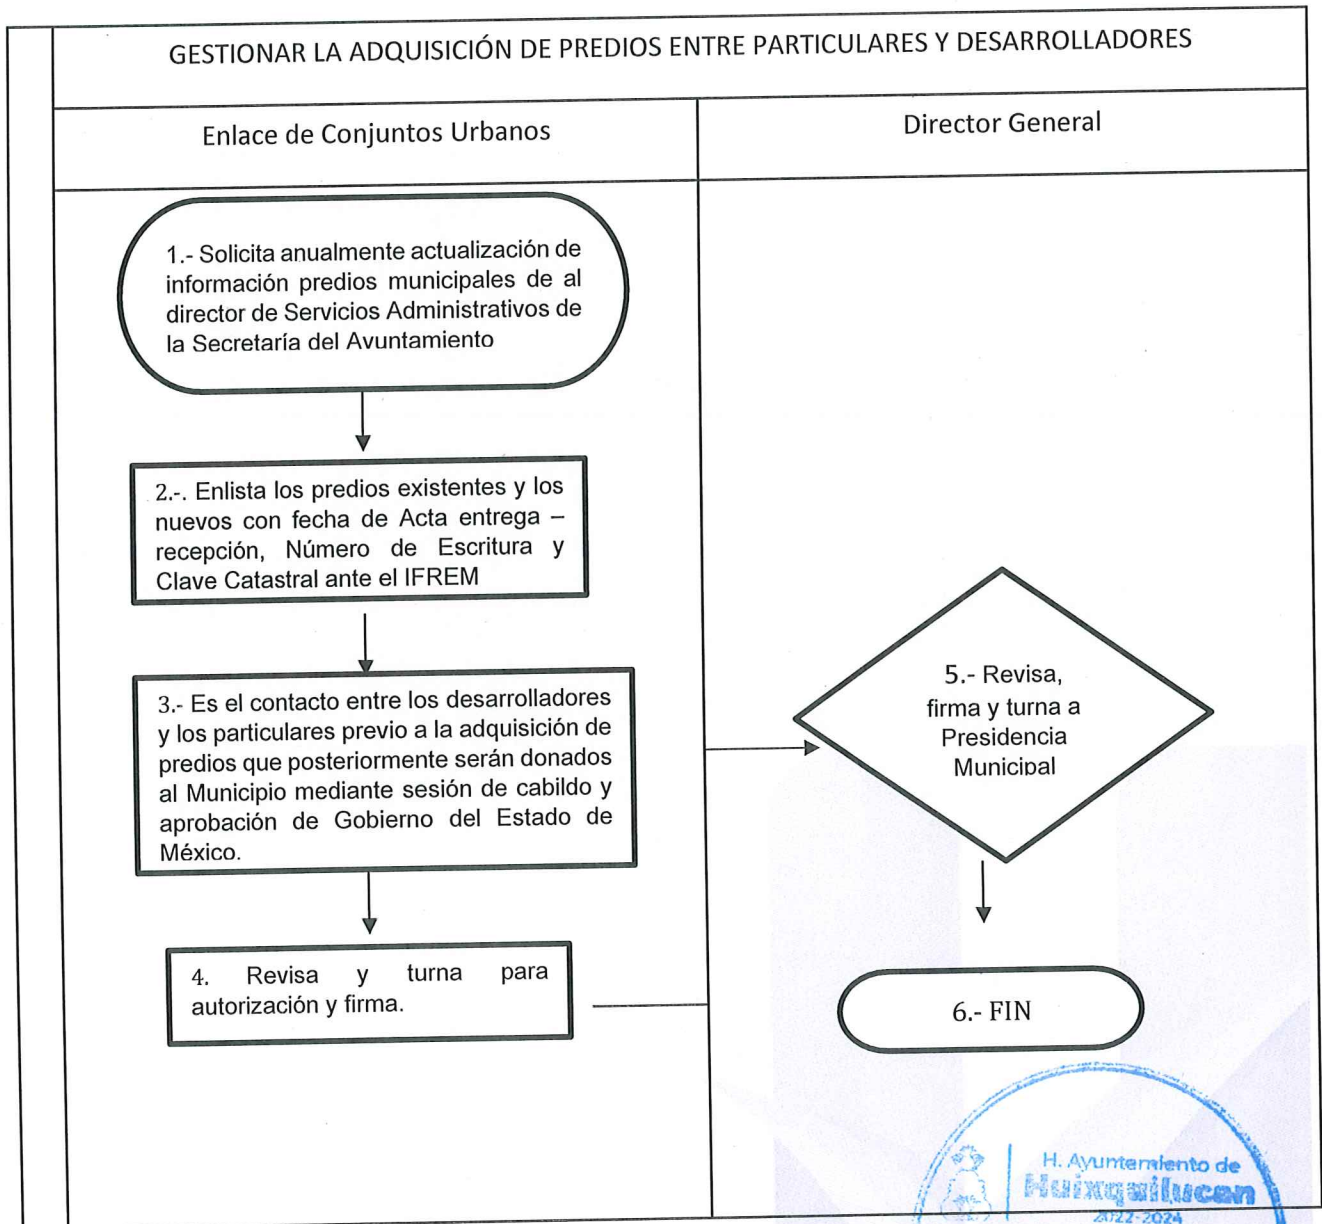 GESTIONAR LA ADQUISICIÓN DE PREDIOS ENTRE PARTICULARES Y DESARROLLADORES
Enlace de Conjuntos Urbanos
Director General
1.- Solicita anualmente actualización de
información predios municipales de al
director de Servicios Administrativos de
la Secretaría del Ayuntamiento
2.-. Enlista los predios existentes y los
nuevos con fecha de Acta entrega –
recepción, Número de Escritura y
Clave Catastral ante el IFREM
3.- Es el contacto entre los desarrolladores
y los particulares previo a la adquisición de
predios que posteriormente serán donados
al Municipio mediante sesión de cabildo y
aprobación de Gobierno del Estado de
México.
4. Revisa y turna para
autorización y firma.
5.- Revisa,
firma y turna a
Presidencia
Municipal
6.- FIN
H. Ayuntamiento de
Huixquilucan
2022-2024